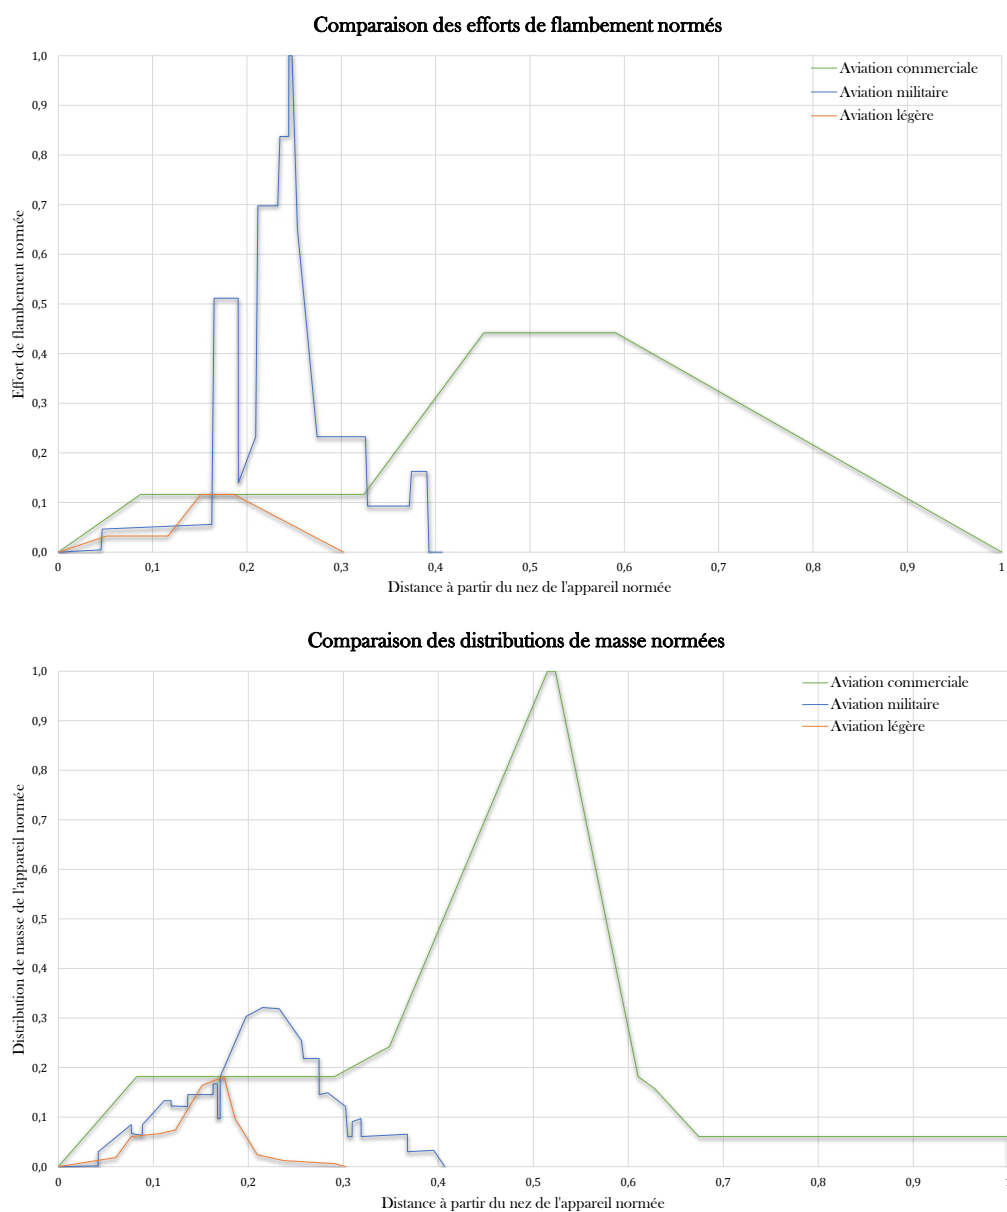 Comparaison des efforts de flambement normés
1,0
0,9
0,8
0,7
0,6
0,5
0,4
0,3
0,2
0,1
0,0
Effort de flambement normée
Aviation commerciale
Aviation militaire
Aviation légère
0 0,1 0,2 0,3 0,4 0,5 0,6 0,7 0,8 0,9 1
Distance à partir du nez de l'appareil normée
Comparaison des distributions de masse normées
1,0
0,9
0,8
0,7
0,6
0,5
0,4
0,3
0,2
0,1
0,0
Distribution de masse de l'appareil normée
Aviation commerciale
Aviation militaire
Aviation légère
0 0,1 0,2 0,3 0,4 0,5 0,6 0,7 0,8 0,9
Distance à partir du nez de l'appareil normée